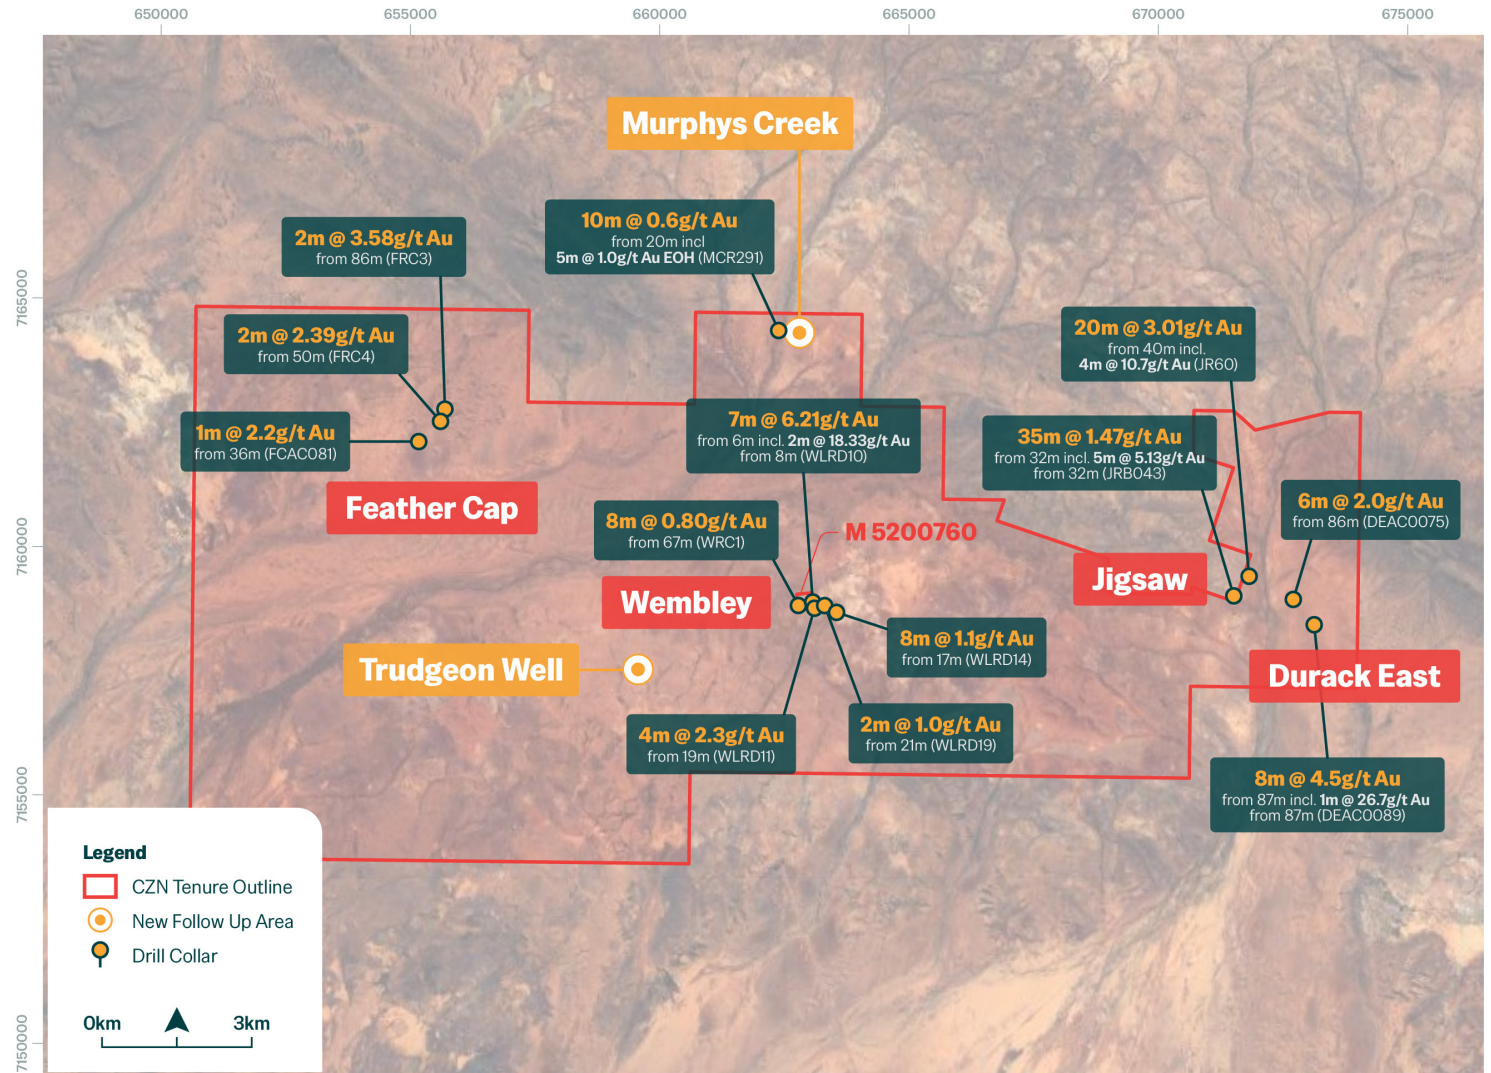 650000
655000
660000
665000
670000
675000
7165000
7160000
7155000
7150000
Murphys Creek
10m @ 0.6g/t Au
from 20m incl
5m @ 1.0g/t Au EOH (MCR291)
2m @ 3.58g/t Au
from 86m (FRC3)
2m @ 2.39g/t Au
from 50m (FRC4)
1m @ 2.2g/t Au
from 36m (FCAC081)
Feather Cap
20m @ 3.01g/t Au
from 40m incl.
4m @ 10.7g/t Au (JR60)
7m @ 6.21g/t Au
from 6m incl. 2m @ 18.33g/t Au
from 8m (WLRD10)
35m @ 1.47g/t Au
from 32m incl. 5m @ 5.13g/t Au
from 32m (JRB043)
6m @ 2.0g/t Au
from 86m (DEAC0075)
8m @ 0.80g/t Au
from 67m (WRC1)
M 5200760
Jigsaw
Wembley
8m @ 1.1g/t Au
from 17m (WLRD14)
Trudgeon Well
Durack East
4m @ 2.3g/t Au
from 19m (WLRD11)
2m @ 1.0g/t Au
from 21m (WLRD19)
8m @ 4.5g/t Au
from 87m incl. 1m @ 26.7g/t Au
from 87m (DEAC0089)
Legend
CZN Tenure Outline
New Follow Up Area
Drill Collar
0km
3km